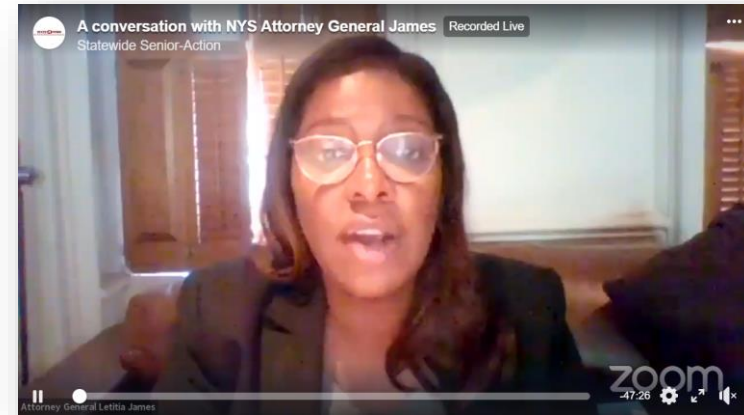 A conversation with NYS Attorney General James Recorded Live
Statewide Senior-Action
zoom
-47:26
Attorney General Letitia James